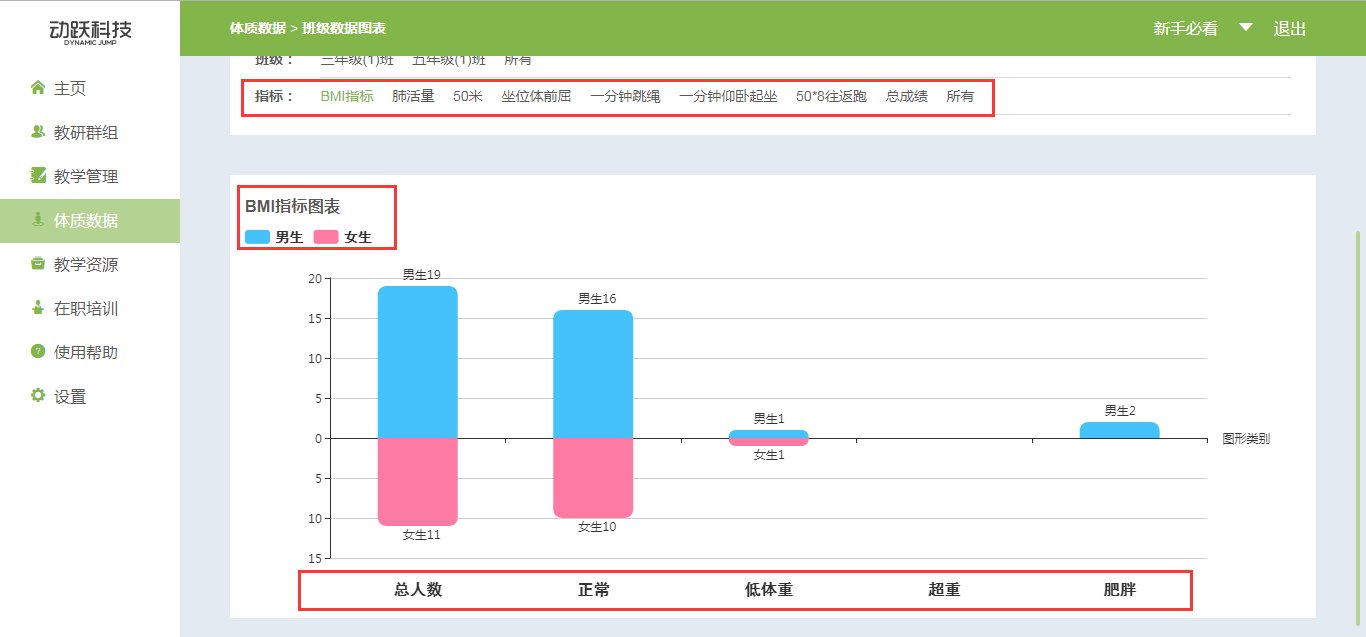 动跃科技
DYNAMIC JUMP
体质数据 > 班级数据图表
新手必看 退出
主页
教研群组
教学管理
体质数据
教学资源
在职培训
使用帮助
设置
班级： 三年级(1)班 五年级(1)班 所有
指标： BMI指标 肺活量 50米 坐位体前屈 一分钟跳绳 一分钟仰卧起坐 50*8往返跑 总成绩 所有
BMI指标图表
男生 女生
20
15
10
5
0
5
10
15
男生19
男生16
男生1
男生2
女生11
女生10
女生1
图形类别
总人数 正常 低体重 超重 肥胖